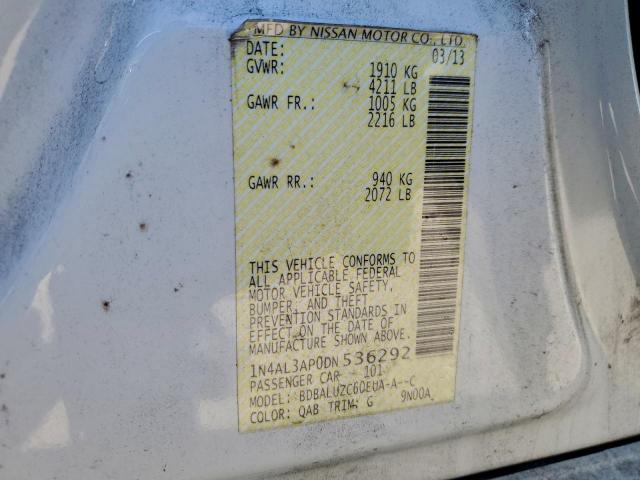 MFD BY NISSAN MOTOR CO., LTD.
DATE: 03/13
GVWR: 1910 KG
4211 LB
GAWR FR.: 1005 KG
2216 LB
GAWR RR.: 940 KG
2072 LB
THIS VEHICLE CONFORMS TO
ALL APPLICABLE FEDERAL
MOTOR VEHICLE SAFETY,
BUMPER, AND THEFT
PREVENTION STANDARDS IN
EFFECT ON THE DATE OF
MANUFACTURE SHOWN ABOVE.
1N4AL3AP0DN536292
PASSENGER CAR 101
MODEL: BDBALUZC60EUA-A--C
COLOR: QAB TRIM: G 9N00A